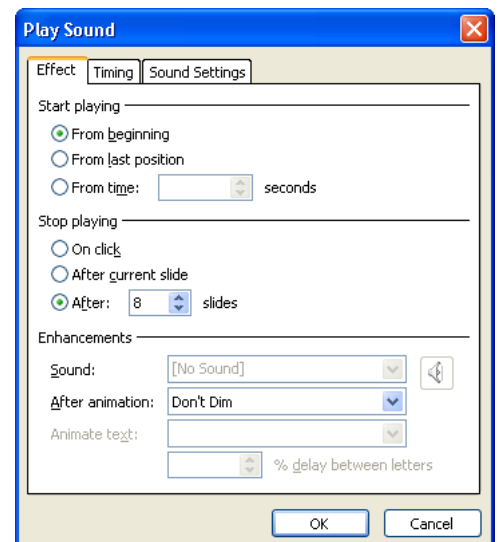 Play Sound
Effect Timing Sound Settings
Start playing
From beginning
From last position
From time: seconds
Stop playing
On click
After current slide
After: 8 slides
Enhancements
Sound: [No Sound]
After animation: Don't Dim
Animate text:
% delay between letters
OK Cancel